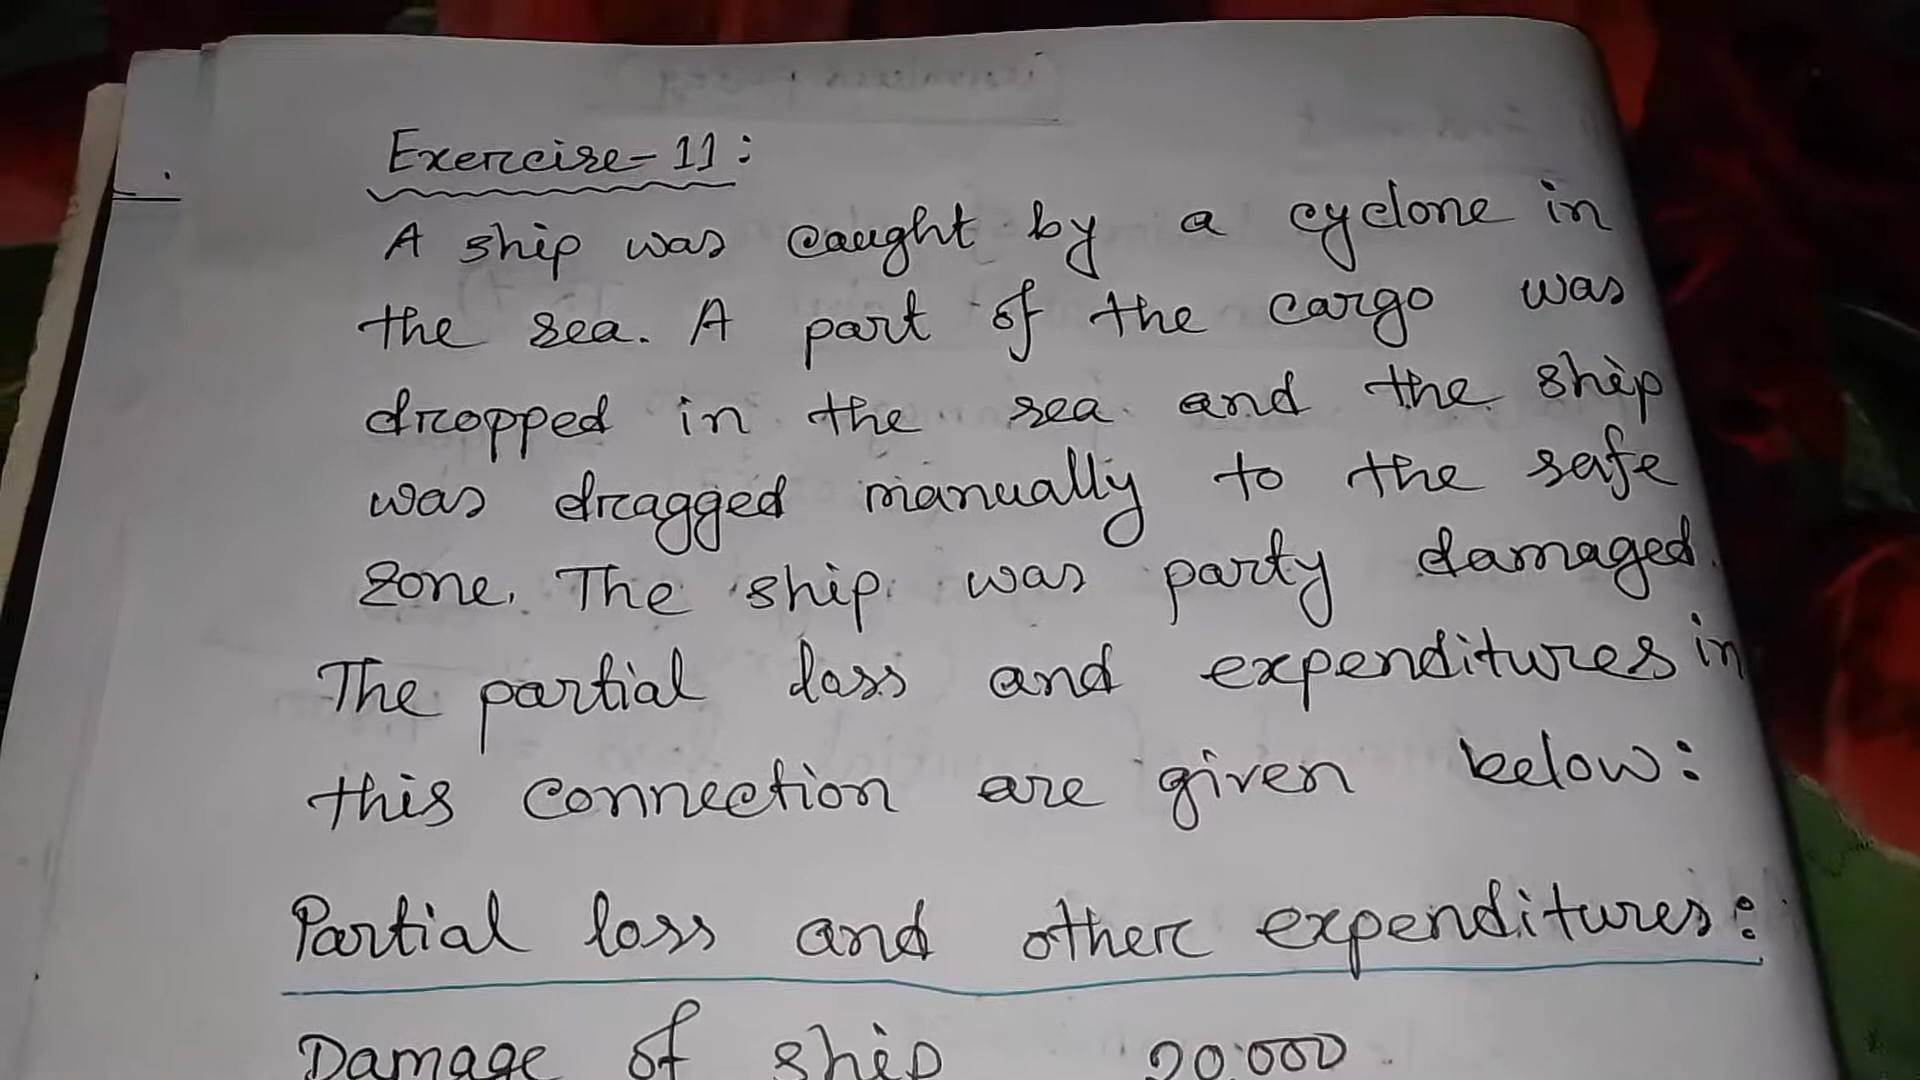 Exercise-11:
A ship was caught by a cyclone in
the sea. A part of the cargo was
dropped in the sea and the ship
was dragged manually to the safe
zone. The ship was party damaged.
The partial loss and expenditures in
this connection are given below:
Partial loss and other expenditures:
Damage of ship 20,000